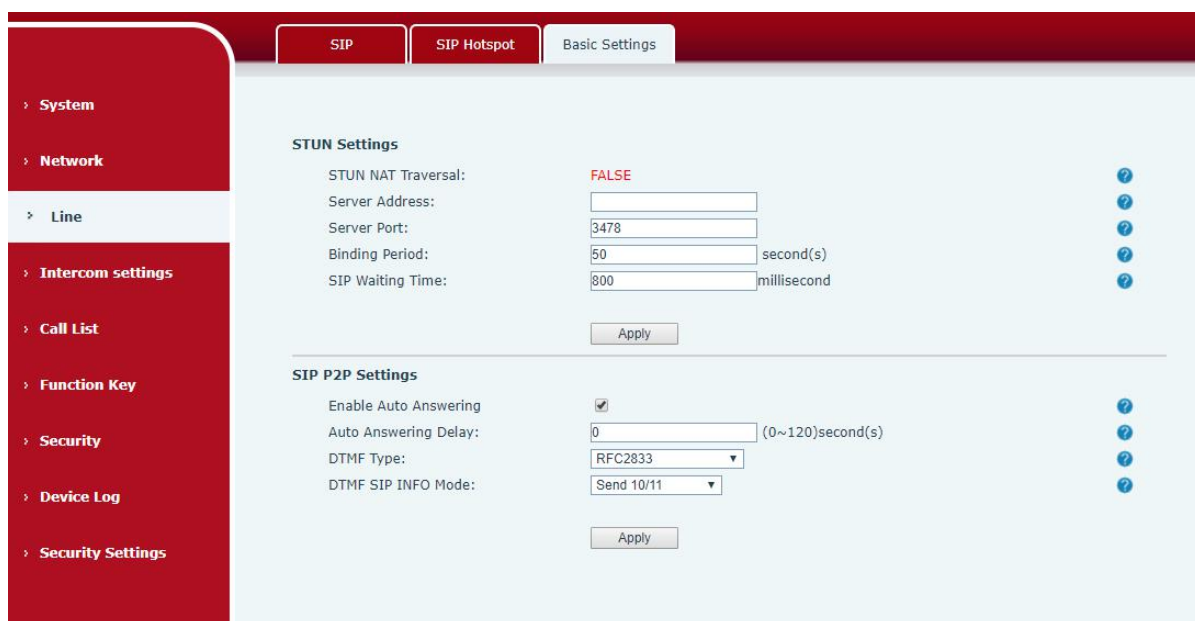 SIP SIP Hotspot Basic Settings
System
Network
Line
Intercom settings
Call List
Function Key
Security
Device Log
Security Settings
STUN Settings
STUN NAT Traversal: FALSE
Server Address:
Server Port: 3478
Binding Period: 50 second(s)
SIP Waiting Time: 800 millisecond
Apply
SIP P2P Settings
Enable Auto Answering
Auto Answering Delay: 0 (0~120)second(s)
DTMF Type: RFC2833
DTMF SIP INFO Mode: Send 10/11
Apply